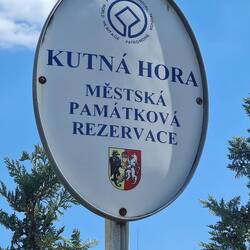 KUTNÁ HORA
MĚSTSKÁ
PAMÁTKOVÁ
REZERVACE